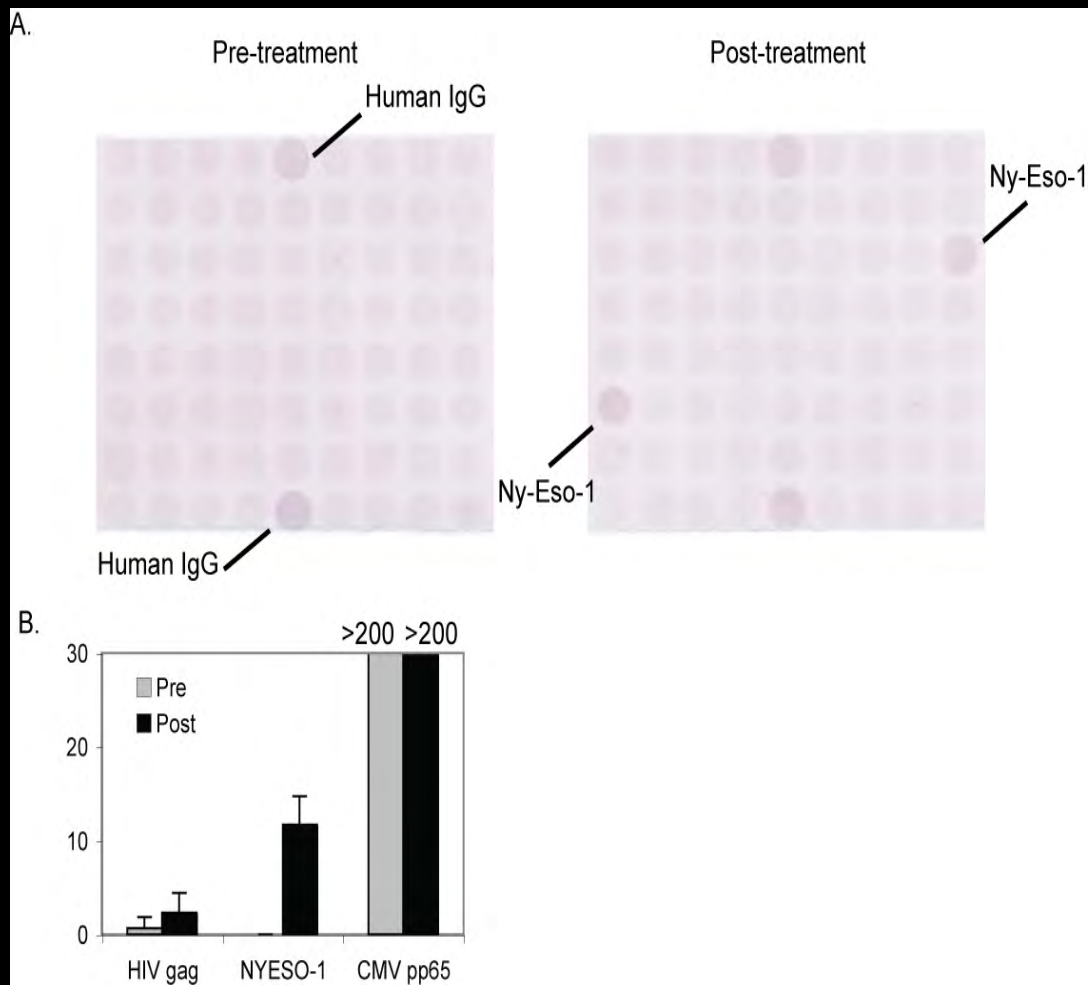 A.
Pre-treatment
Post-treatment
Human IgG
Ny-Eso-1
Ny-Eso-1
Human IgG
B.
>200 >200
30
Pre
Post
20
10
0
HIV gag NYESO-1 CMV pp65